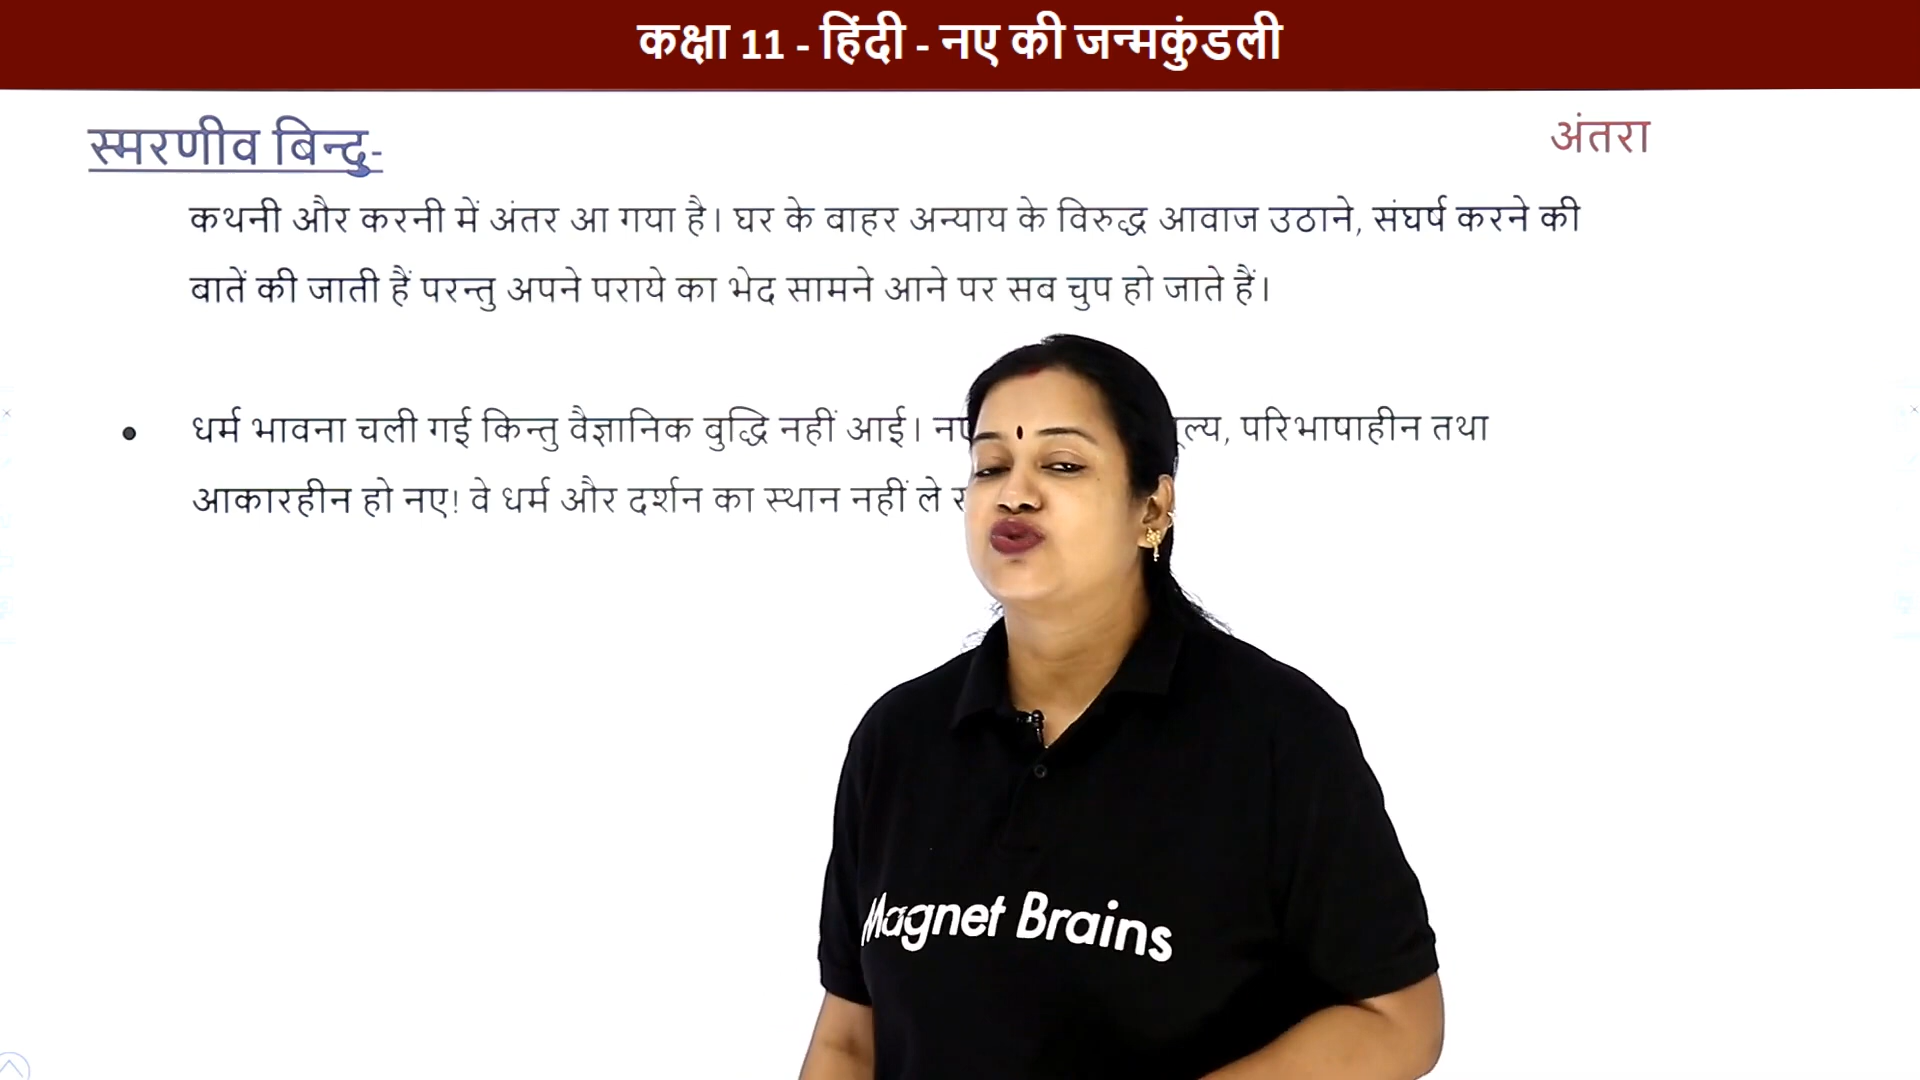 कक्षा 11 - हिंदी - नए की जन्मकुंडली
स्मरणीव बिन्दु-
अंतरा
कथनी और करनी में अंतर आ गया है। घर के बाहर अन्याय के विरुद्ध आवाज उठाने, संघर्ष करने की
बातें की जाती हैं परन्तु अपने पराये का भेद सामने आने पर सब चुप हो जाते हैं।
• धर्म भावना चली गई किन्तु वैज्ञानिक वुद्धि नहीं आई। परिभापाहीन तथा
आकारहीन हो नए! वे धर्म और दर्शन का स्थान नहीं ले
Magnet Brains